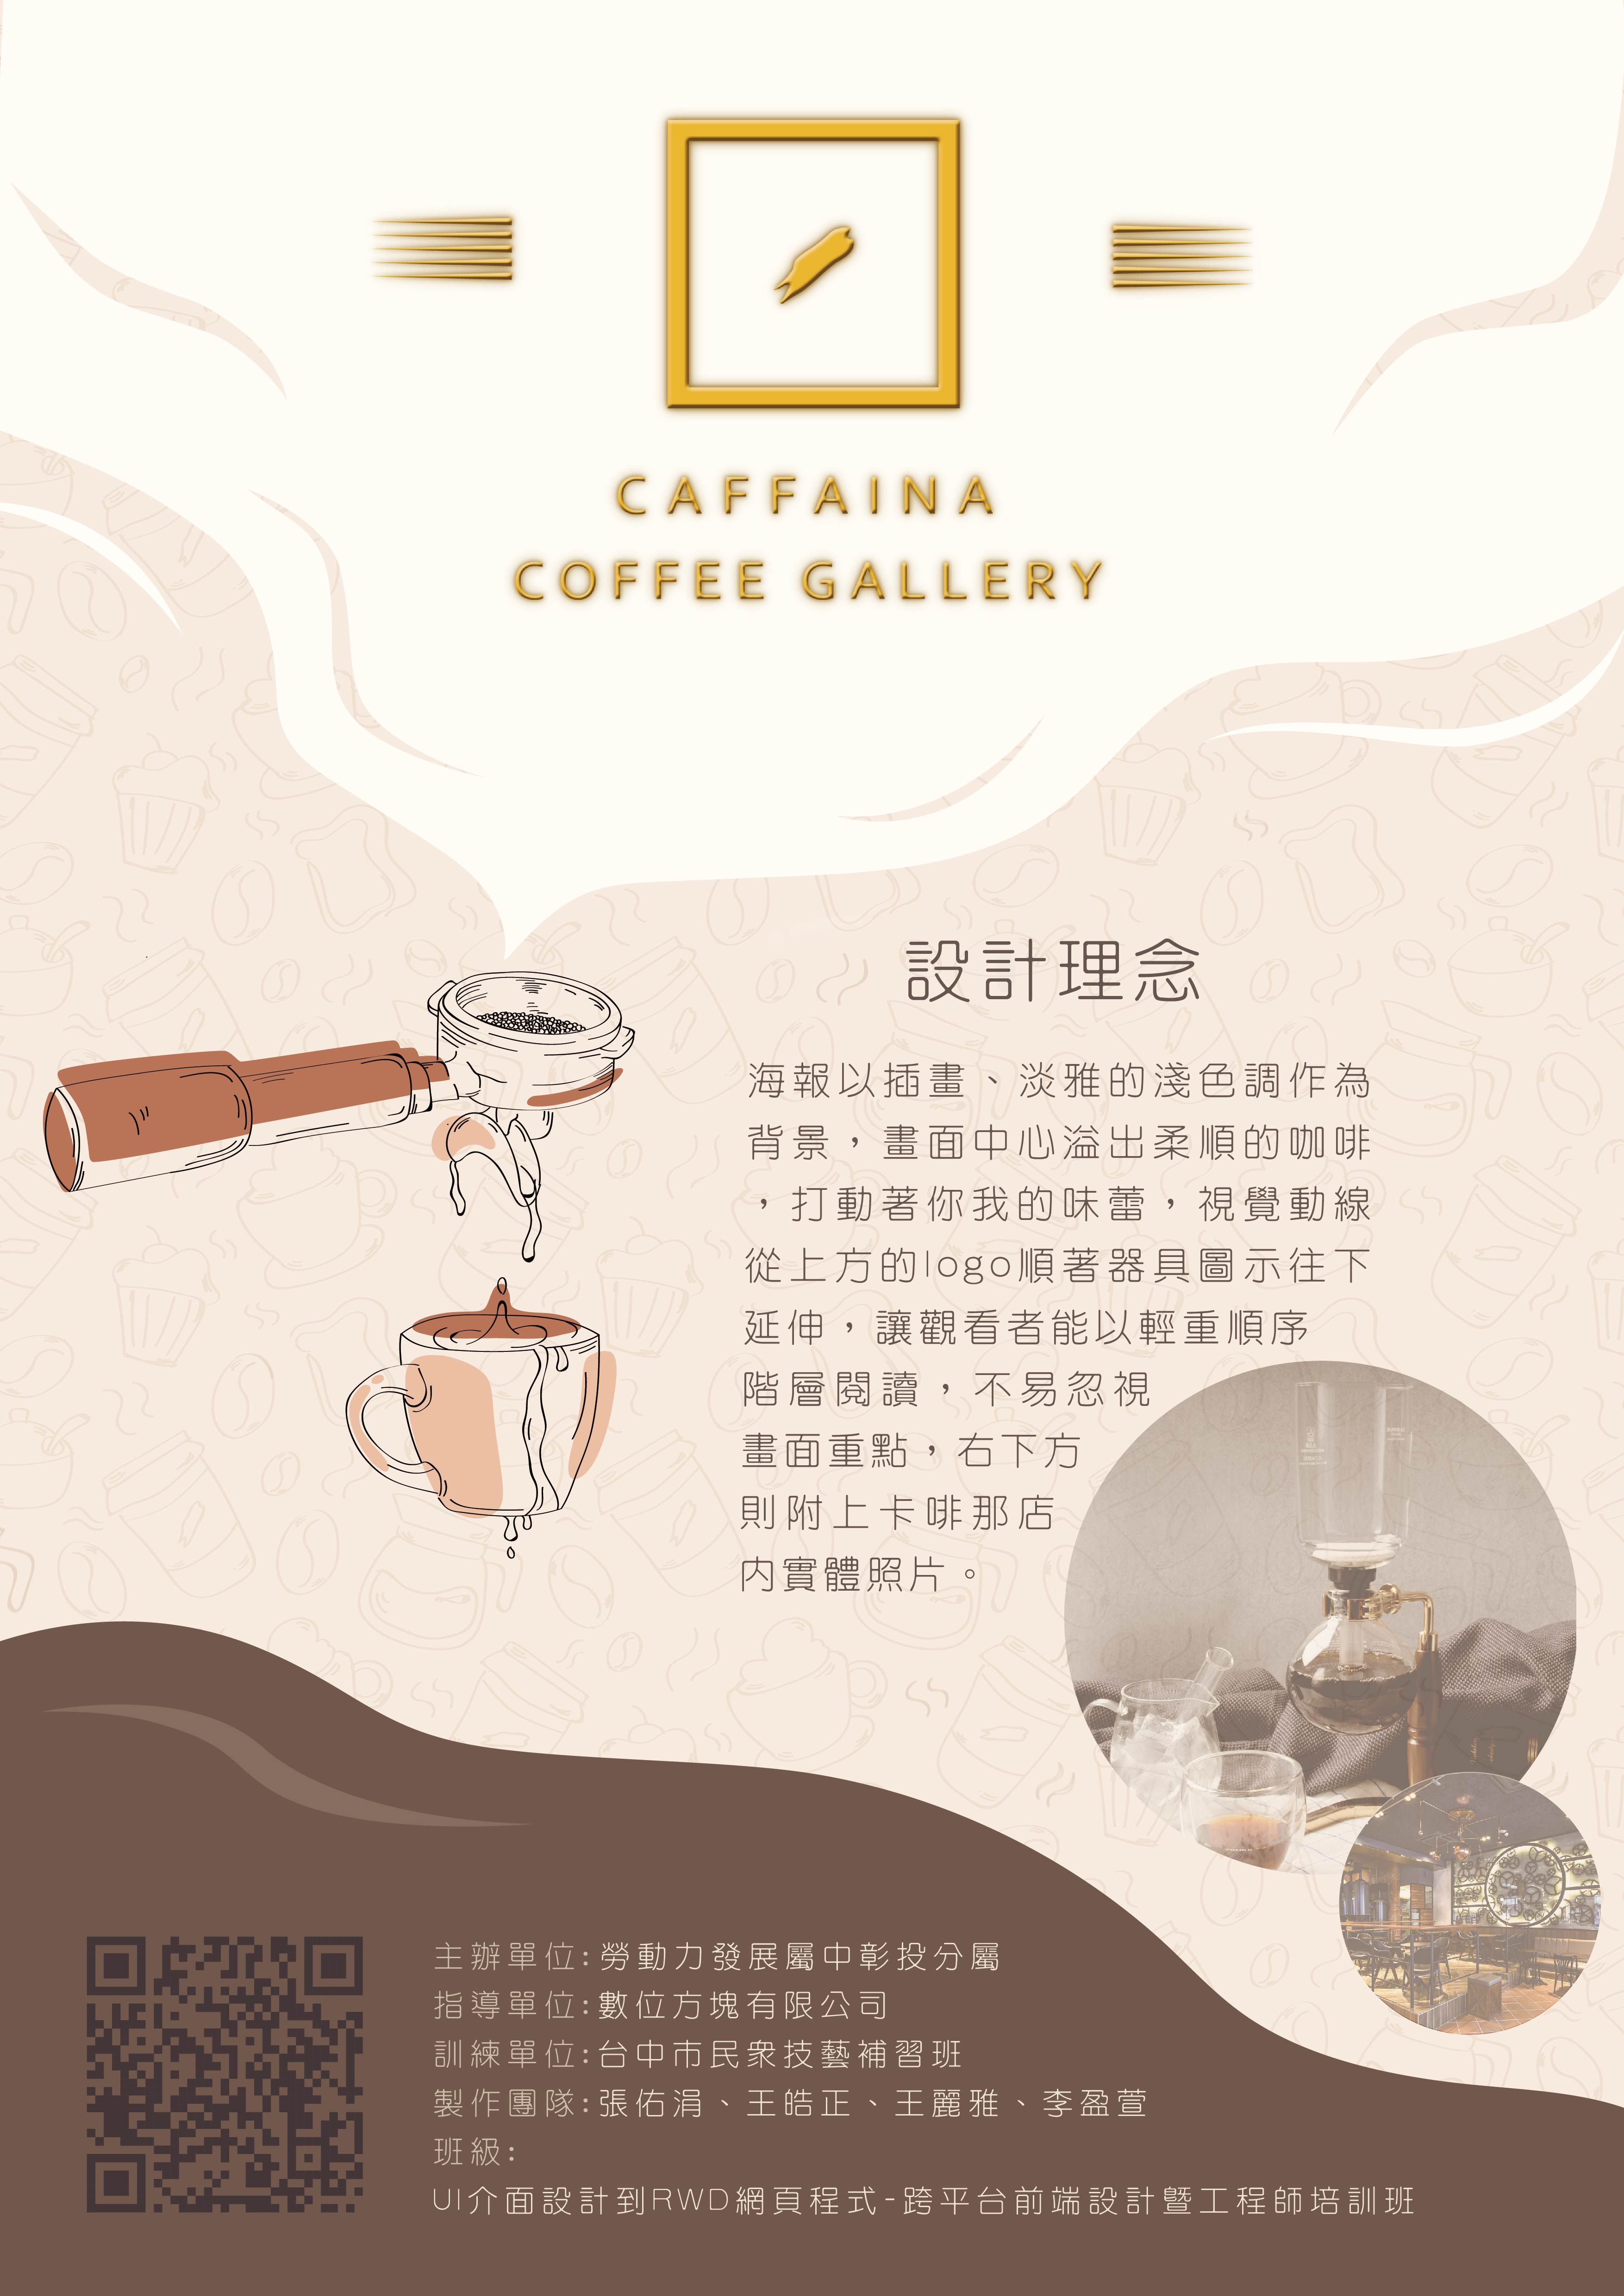 CAFFAINA
COFFEE GALLERY
設計理念
海報以插畫、淡雅的淺色調作為
背景，畫面中心溢出柔順的咖啡
，打動著你我的味蕾，視覺動線
從上方的logo順著器具圖示往下
延伸，讓觀看者能以輕重順序
階層閱讀，不易忽視
畫面重點，右下方
則附上卡啡那店
內實體照片。
主辦單位:勞動力發展屬中彰投分屬
指導單位:數位方塊有限公司
訓練單位:台中市民眾技藝補習班
製作團隊:張佑涓、王皓正、王麗雅、李盈萱
班級:
UI介面設計到RWD網頁程式-跨平台前端設計暨工程師培訓班